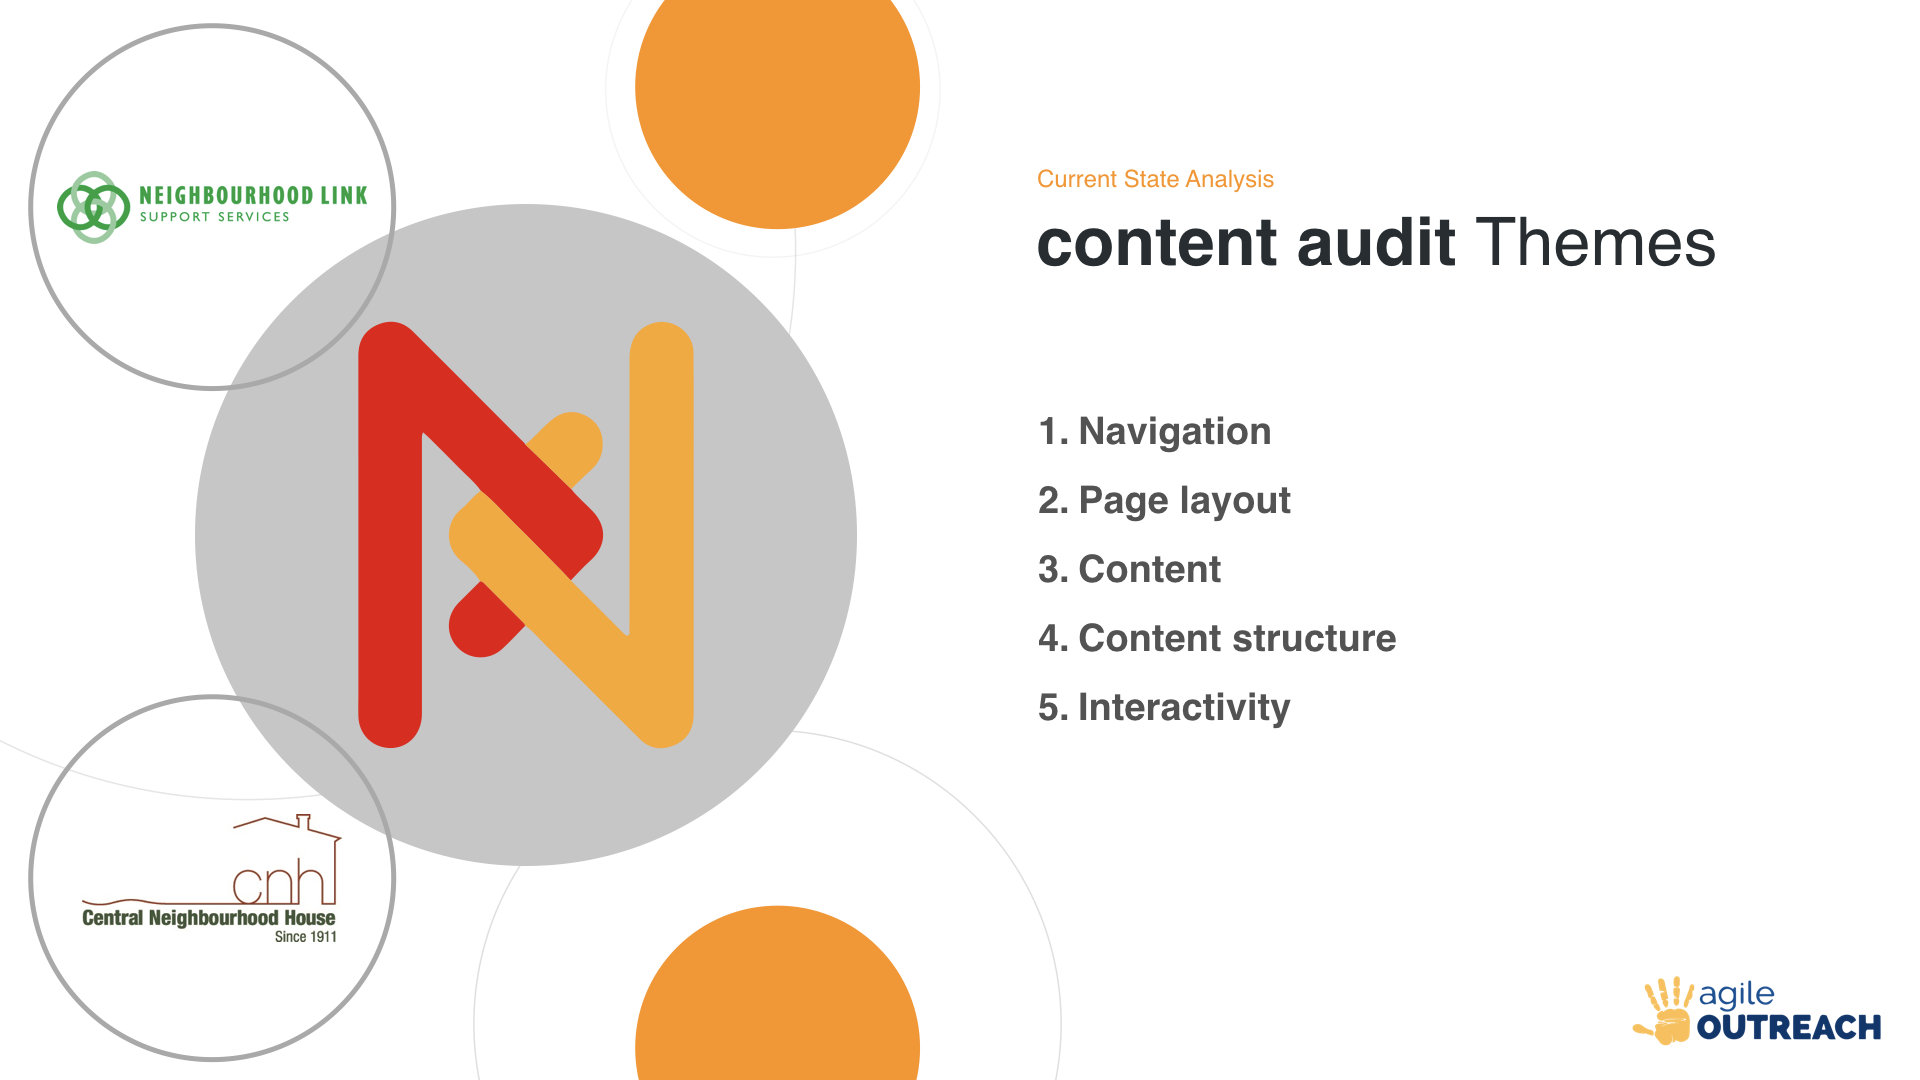 NEIGHBOURHOOD LINK
SUPPORT SERVICES
Current State Analysis
content audit Themes
1. Navigation
2. Page layout
3. Content
4. Content structure
5. Interactivity
cnh
Central Neighbourhood House
Since 1911
agile
OUTREACH